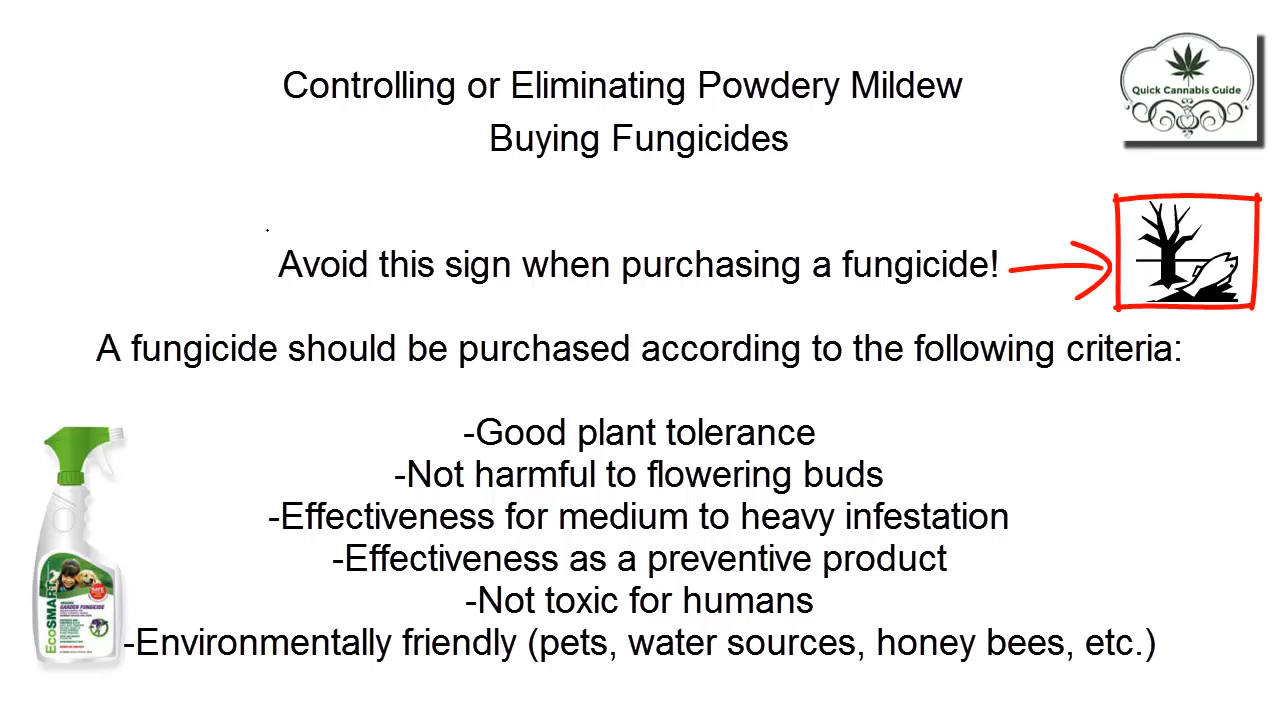 Controlling or Eliminating Powdery Mildew
Buying Fungicides
Quick Cannabis Guide
Avoid this sign when purchasing a fungicide!
A fungicide should be purchased according to the following criteria:
-Good plant tolerance
-Not harmful to flowering buds
-Effectiveness for medium to heavy infestation
-Effectiveness as a preventive product
-Not toxic for humans
-Environmentally friendly (pets, water sources, honey bees, etc.)
EcoSMART
GARDEN FUNGICIDE